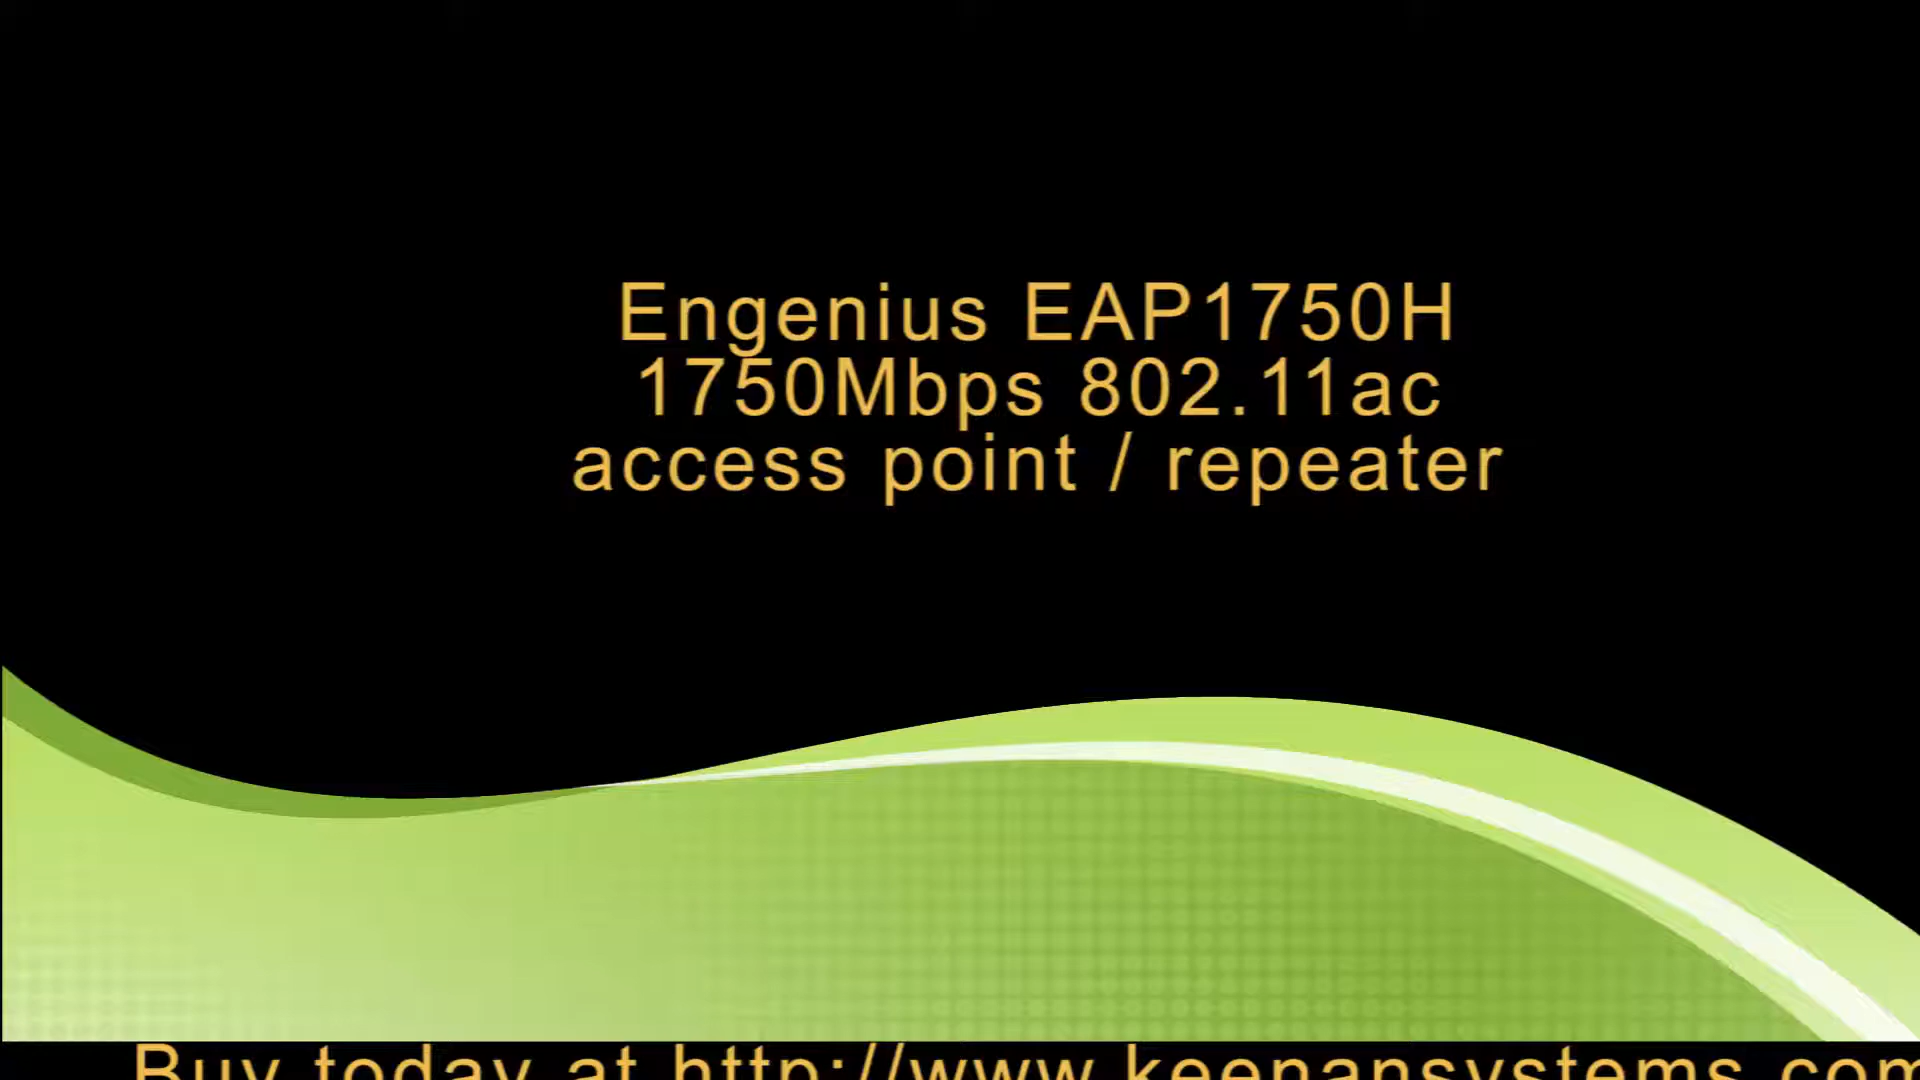 Engenius EAP1750H
1750Mbps 802.11ac
access point / repeater
Buy today at http://www.keenansystems.com